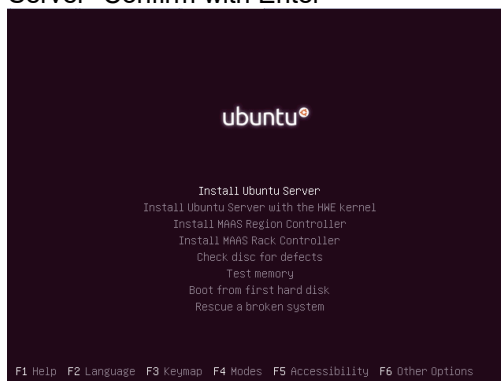 Server" Confirm with Enter
ubuntu
Install Ubuntu Server
Install Ubuntu Server with the HWE kernel
Install MAAS Region Controller
Install MAAS Rack Controller
Check disc for defects
Test memory
Boot from first hard disk
Rescue a broken system
F1 Help F2 Language F3 Keymap F4 Modes F5 Accessibility F6 Other Options